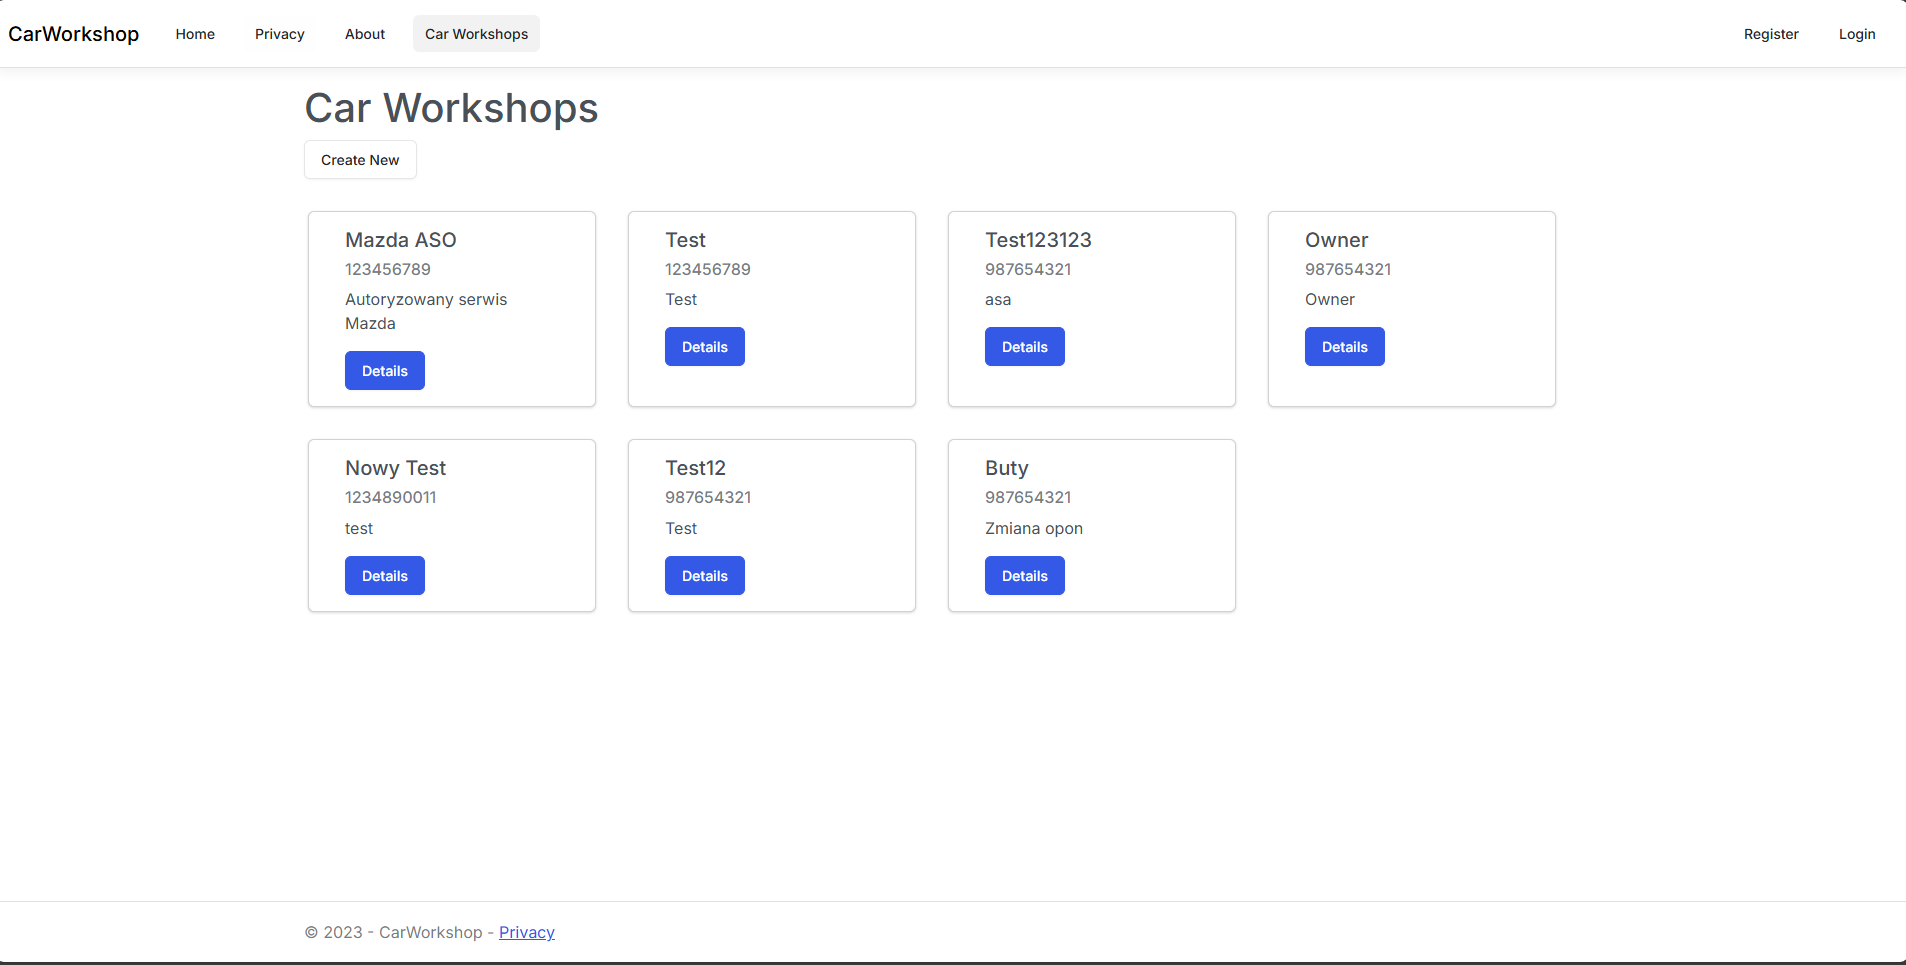 CarWorkshop Home Privacy About Car Workshops Register Login
Car Workshops
Create New
Mazda ASO
123456789
Autoryzowany serwis
Mazda
Details
Test
123456789
Test
Details
Test123123
987654321
asa
Details
Owner
987654321
Owner
Details
Nowy Test
1234890011
test
Details
Test12
987654321
Test
Details
Buty
987654321
Zmiana opon
Details
© 2023 - CarWorkshop - Privacy